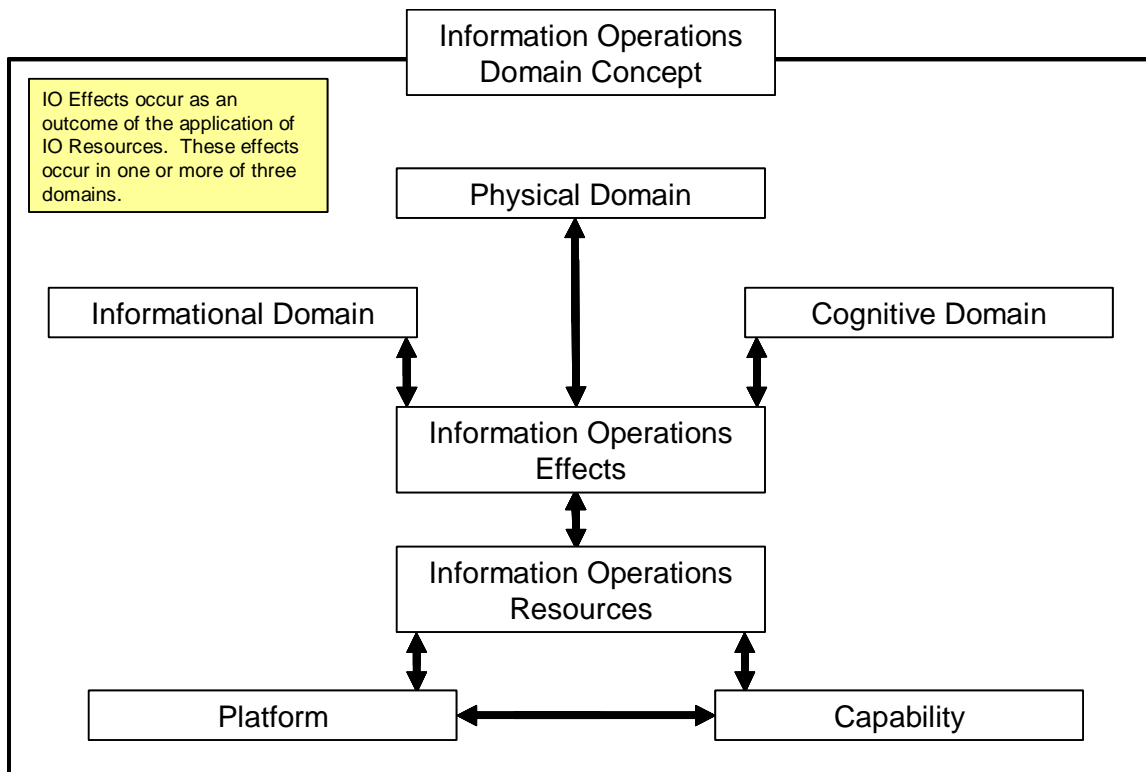 Information Operations
Domain Concept
IO Effects occur as an
outcome of the application of
IO Resources. These effects
occur in one or more of three
domains.
Physical Domain
Informational Domain
Cognitive Domain
Information Operations
Effects
Information Operations
Resources
Platform
Capability